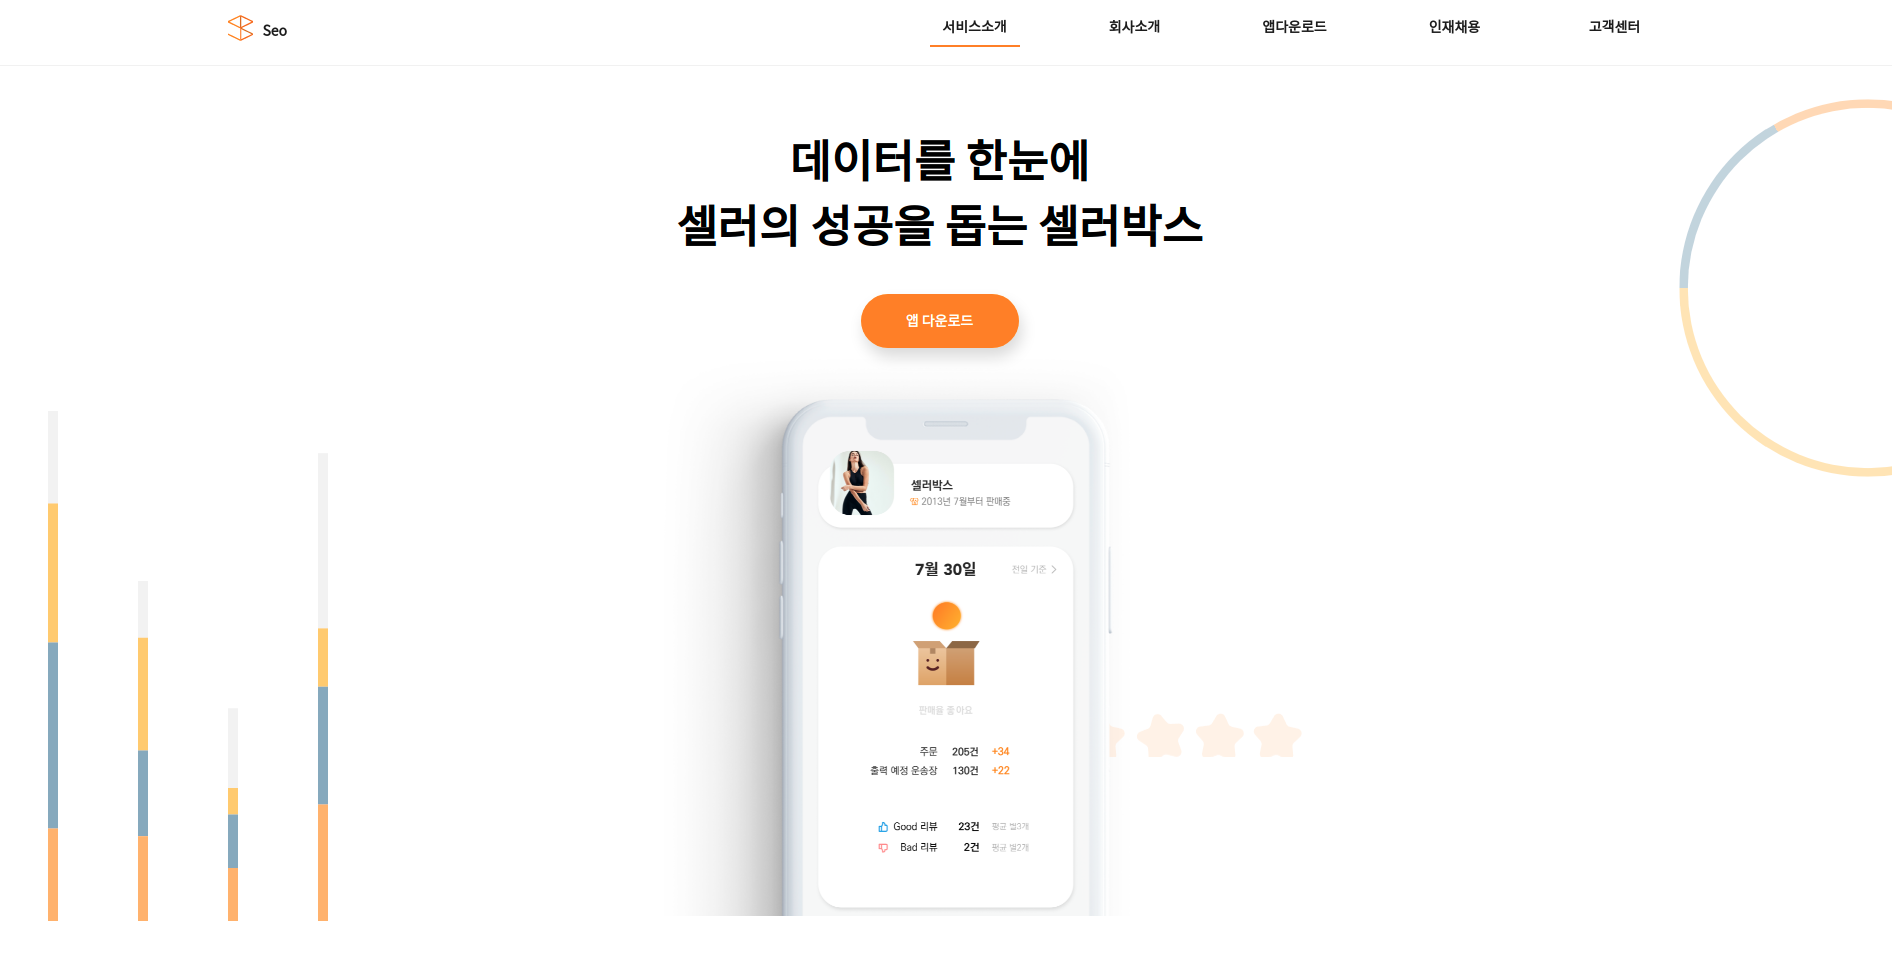 Seo
서비스소개
회사소개
앱다운로드
인재채용
고객센터
데이터를 한눈에
셀러의 성공을 돕는 셀러박스
앱 다운로드
셀러박스
2013년 7월부터 판매중
7월 30일
전일 기준
판매율 좋아요
주문 205건 +34
출력 예정 운송장 130건 +22
Good 리뷰 23건 평균 별3개
Bad 리뷰 2건 평균 별2개